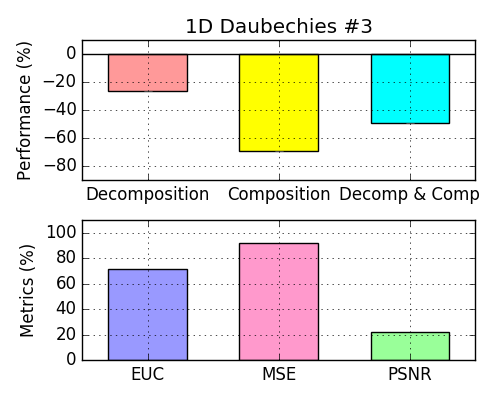 1D Daubechies #3
Performance (%)
0
−20
−40
−60
−80
Decomposition Composition Decomp & Comp
Metrics (%)
100
80
60
40
20
0
EUC MSE PSNR